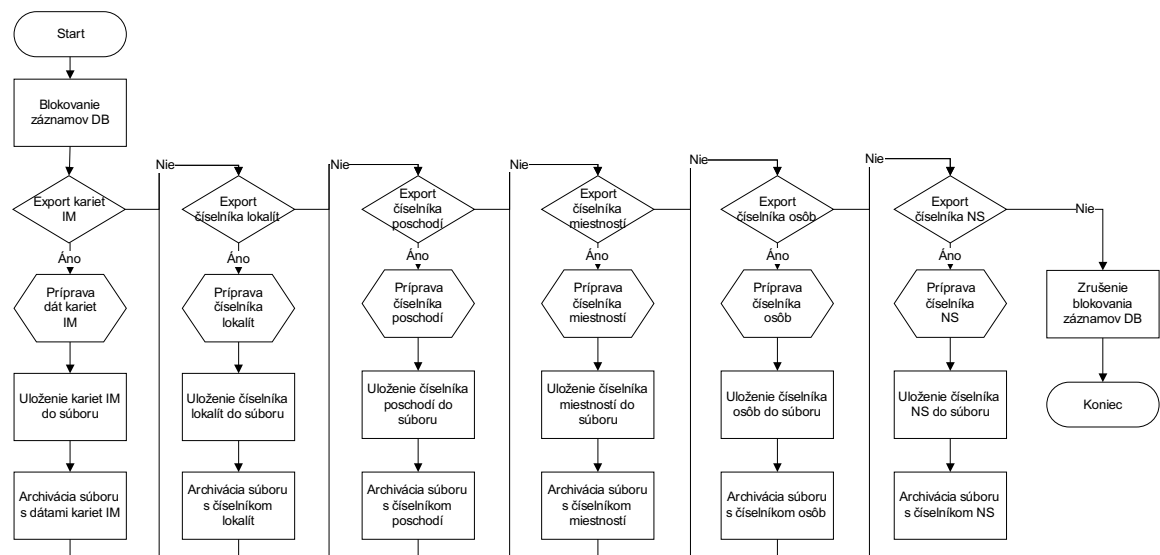 Start
Blokovanie
záznamov DB
Export kariet
IM
Áno
Príprava
dát kariet
IM
Uloženie kariet IM
do súboru
Archivácia súboru
s dátami kariet IM
Nie
Export
číselníka lokalít
Áno
Príprava
číselníka
lokalít
Uloženie číselníka
lokalít do súboru
Archivácia súboru
s číselníkom
lokalít
Nie
Export
číselníka
poschodí
Áno
Príprava
číselníka
poschodí
Uloženie číselníka
poschodí do
súboru
Archivácia súboru
s číselníkom
poschodí
Nie
Export
číselníka
miestností
Áno
Príprava
číselníka
miestností
Uloženie číselníka
miestností do
súboru
Archivácia súboru
s číselníkom
miestností
Nie
Export
číselníka osôb
Áno
Príprava
číselníka
osôb
Uloženie číselníka
osôb do súboru
Archivácia súboru
s číselníkom osôb
Nie
Export
číselníka NS
Áno
Príprava
číselníka
NS
Uloženie číselníka
NS do súboru
Archivácia súboru
s číselníkom NS
Nie
Zrušenie
blokovania
záznamov DB
Koniec